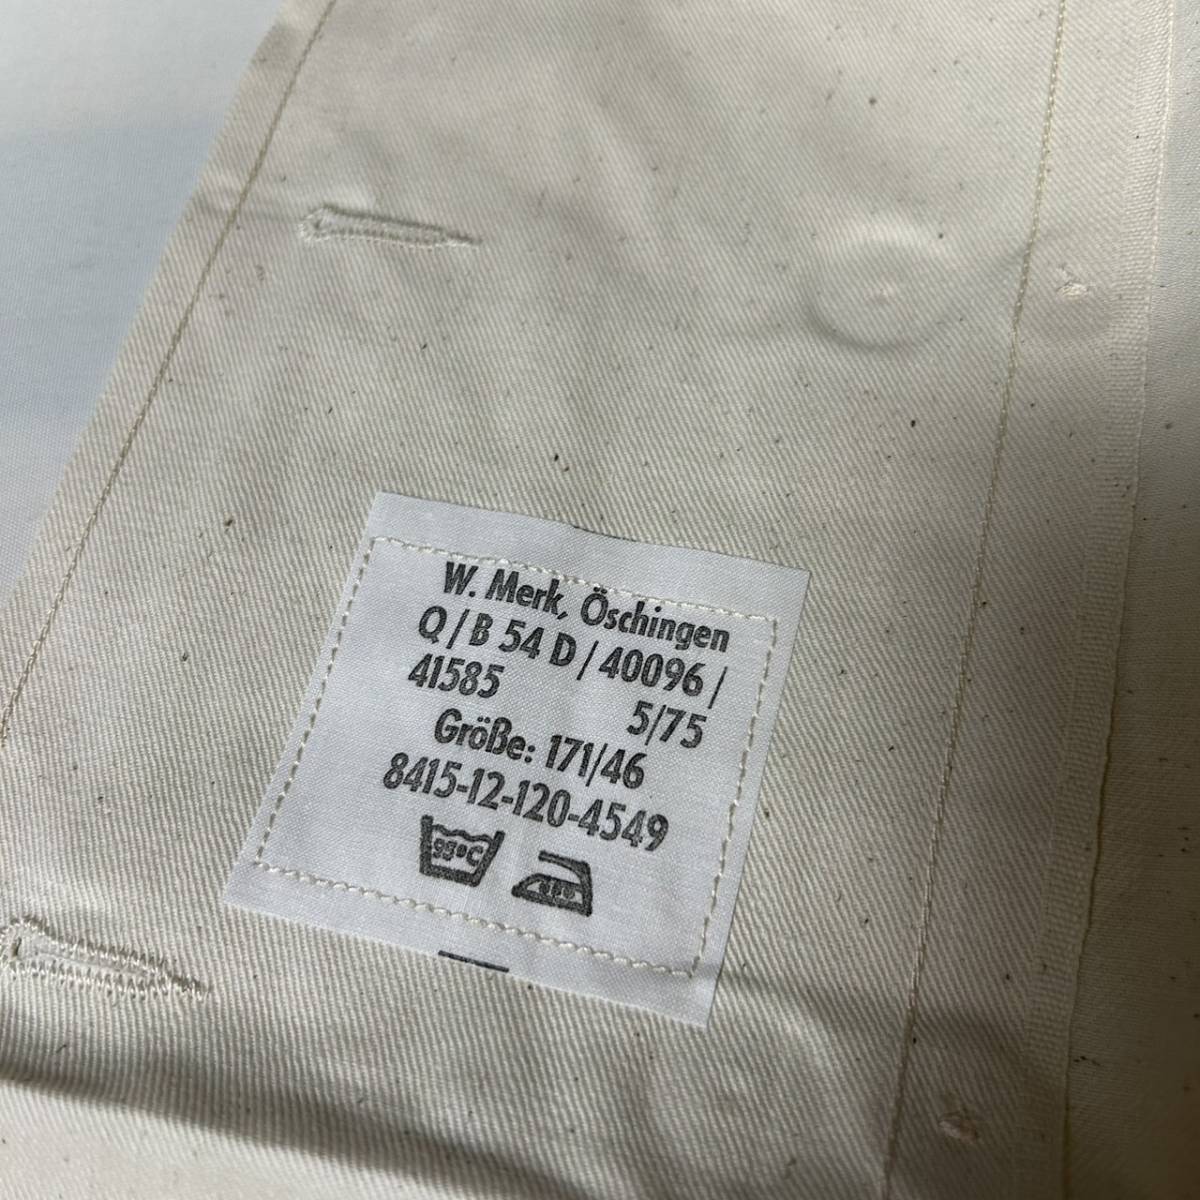 W. Merk, Öschingen
Q / B 54 D / 40096 /
41585 5/75
Größe: 171/46
8415-12-120-4549
95°C